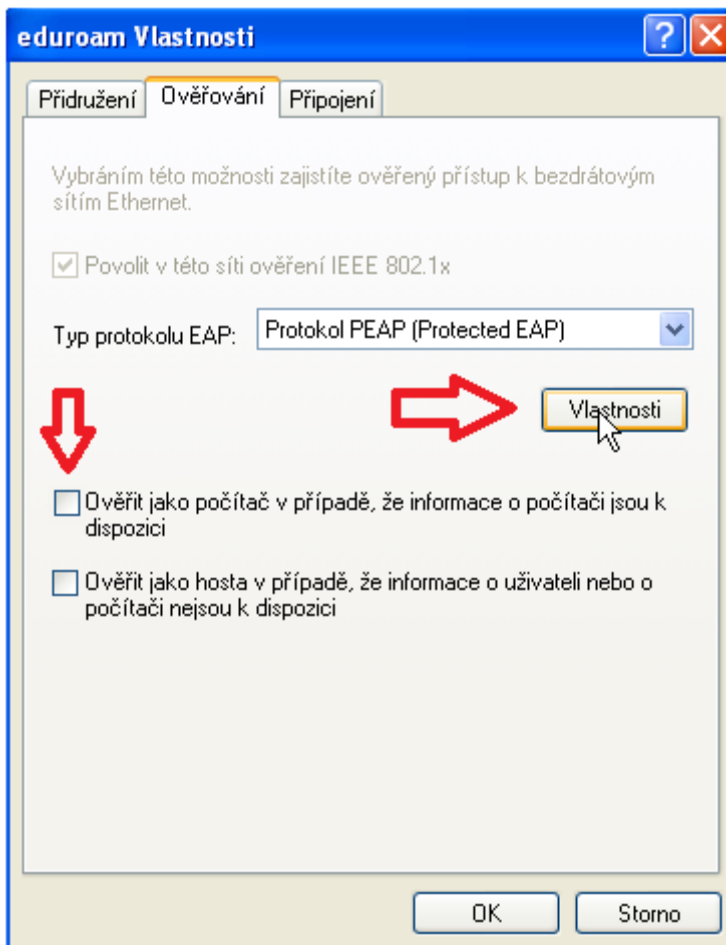 eduroam Vlastnosti
Přidružení Ověřování Připojení
Vybráním této možnosti zajistíte ověřený přístup k bezdrátovým
sítím Ethernet.
Povolit v této síti ověření IEEE 802.1x
Typ protokolu EAP: Protokol PEAP (Protected EAP)
Vlastnosti
Ověřit jako počítač v případě, že informace o počítači jsou k
dispozici
Ověřit jako hosta v případě, že informace o uživateli nebo o
počítači nejsou k dispozici
OK Storno